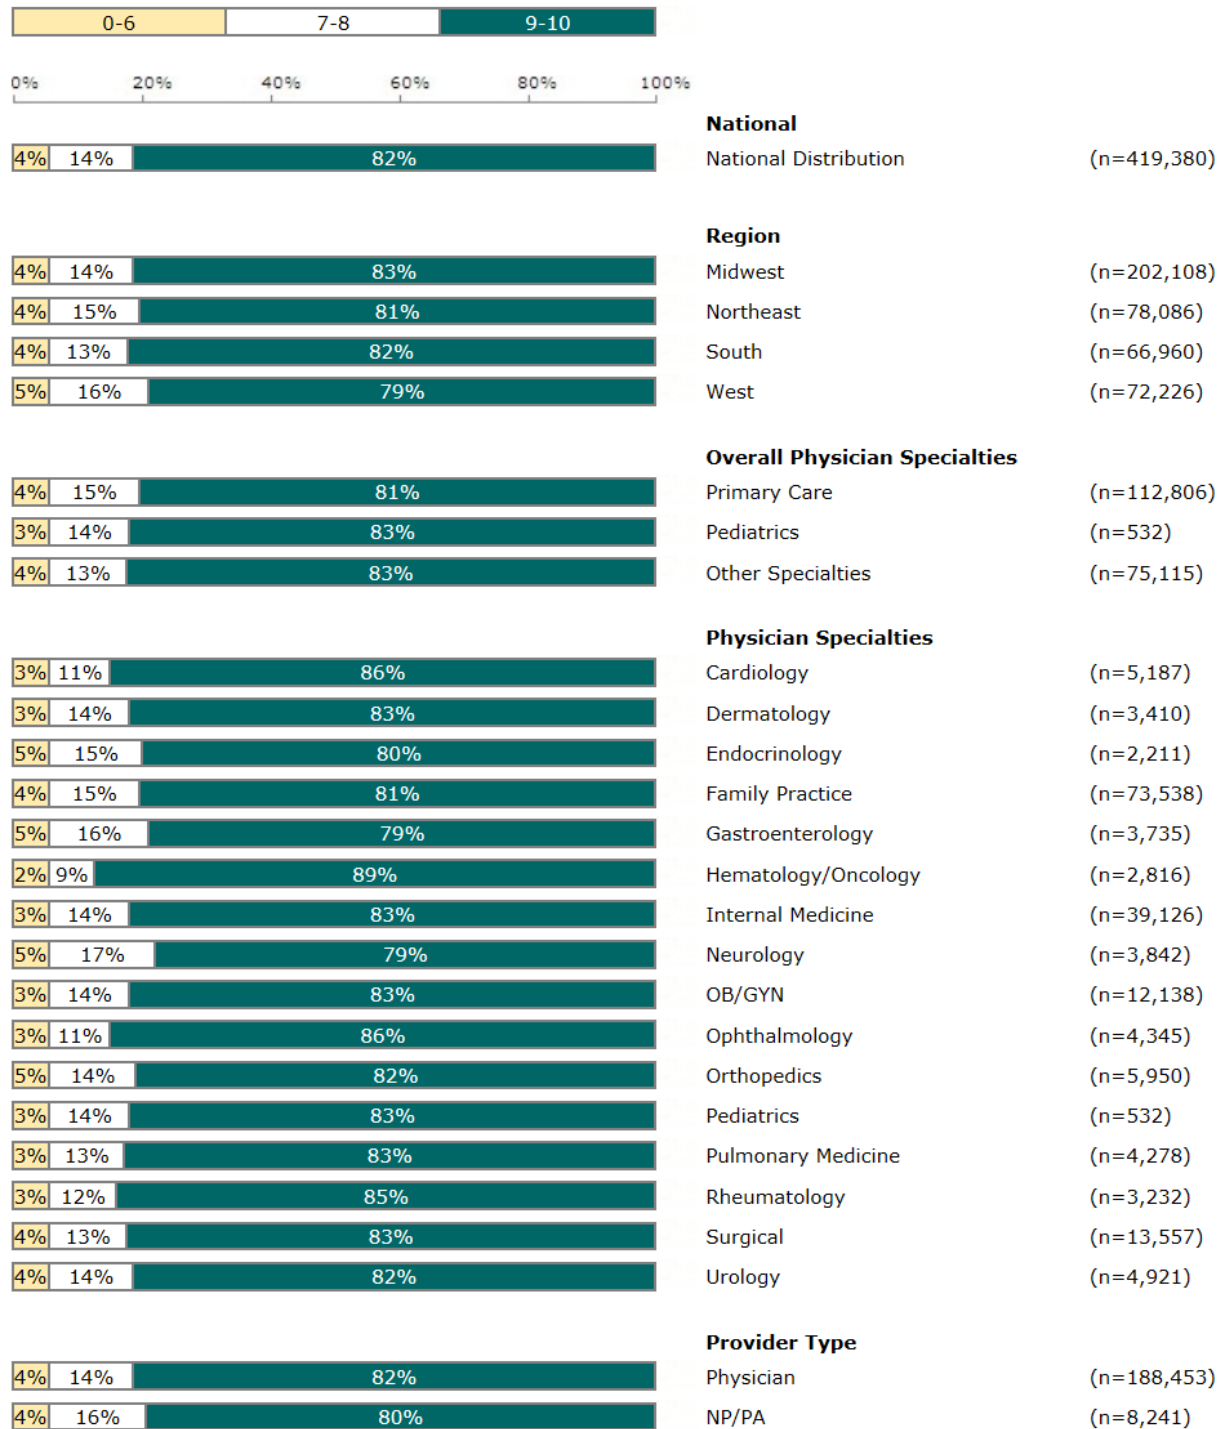 0-6 7-8 9-10
0% 20% 40% 60% 80% 100%
National
4% 14% 82% National Distribution (n=419,380)
Region
4% 14% 83% Midwest (n=202,108)
4% 15% 81% Northeast (n=78,086)
4% 13% 82% South (n=66,960)
5% 16% 79% West (n=72,226)
Overall Physician Specialties
4% 15% 81% Primary Care (n=112,806)
3% 14% 83% Pediatrics (n=532)
4% 13% 83% Other Specialties (n=75,115)
Physician Specialties
3% 11% 86% Cardiology (n=5,187)
3% 14% 83% Dermatology (n=3,410)
5% 15% 80% Endocrinology (n=2,211)
4% 15% 81% Family Practice (n=73,538)
5% 16% 79% Gastroenterology (n=3,735)
2% 9% 89% Hematology/Oncology (n=2,816)
3% 14% 83% Internal Medicine (n=39,126)
5% 17% 79% Neurology (n=3,842)
3% 14% 83% OB/GYN (n=12,138)
3% 11% 86% Ophthalmology (n=4,345)
5% 14% 82% Orthopedics (n=5,950)
3% 14% 83% Pediatrics (n=532)
3% 13% 83% Pulmonary Medicine (n=4,278)
3% 12% 85% Rheumatology (n=3,232)
4% 13% 83% Surgical (n=13,557)
4% 14% 82% Urology (n=4,921)
Provider Type
4% 14% 82% Physician (n=188,453)
4% 16% 80% NP/PA (n=8,241)